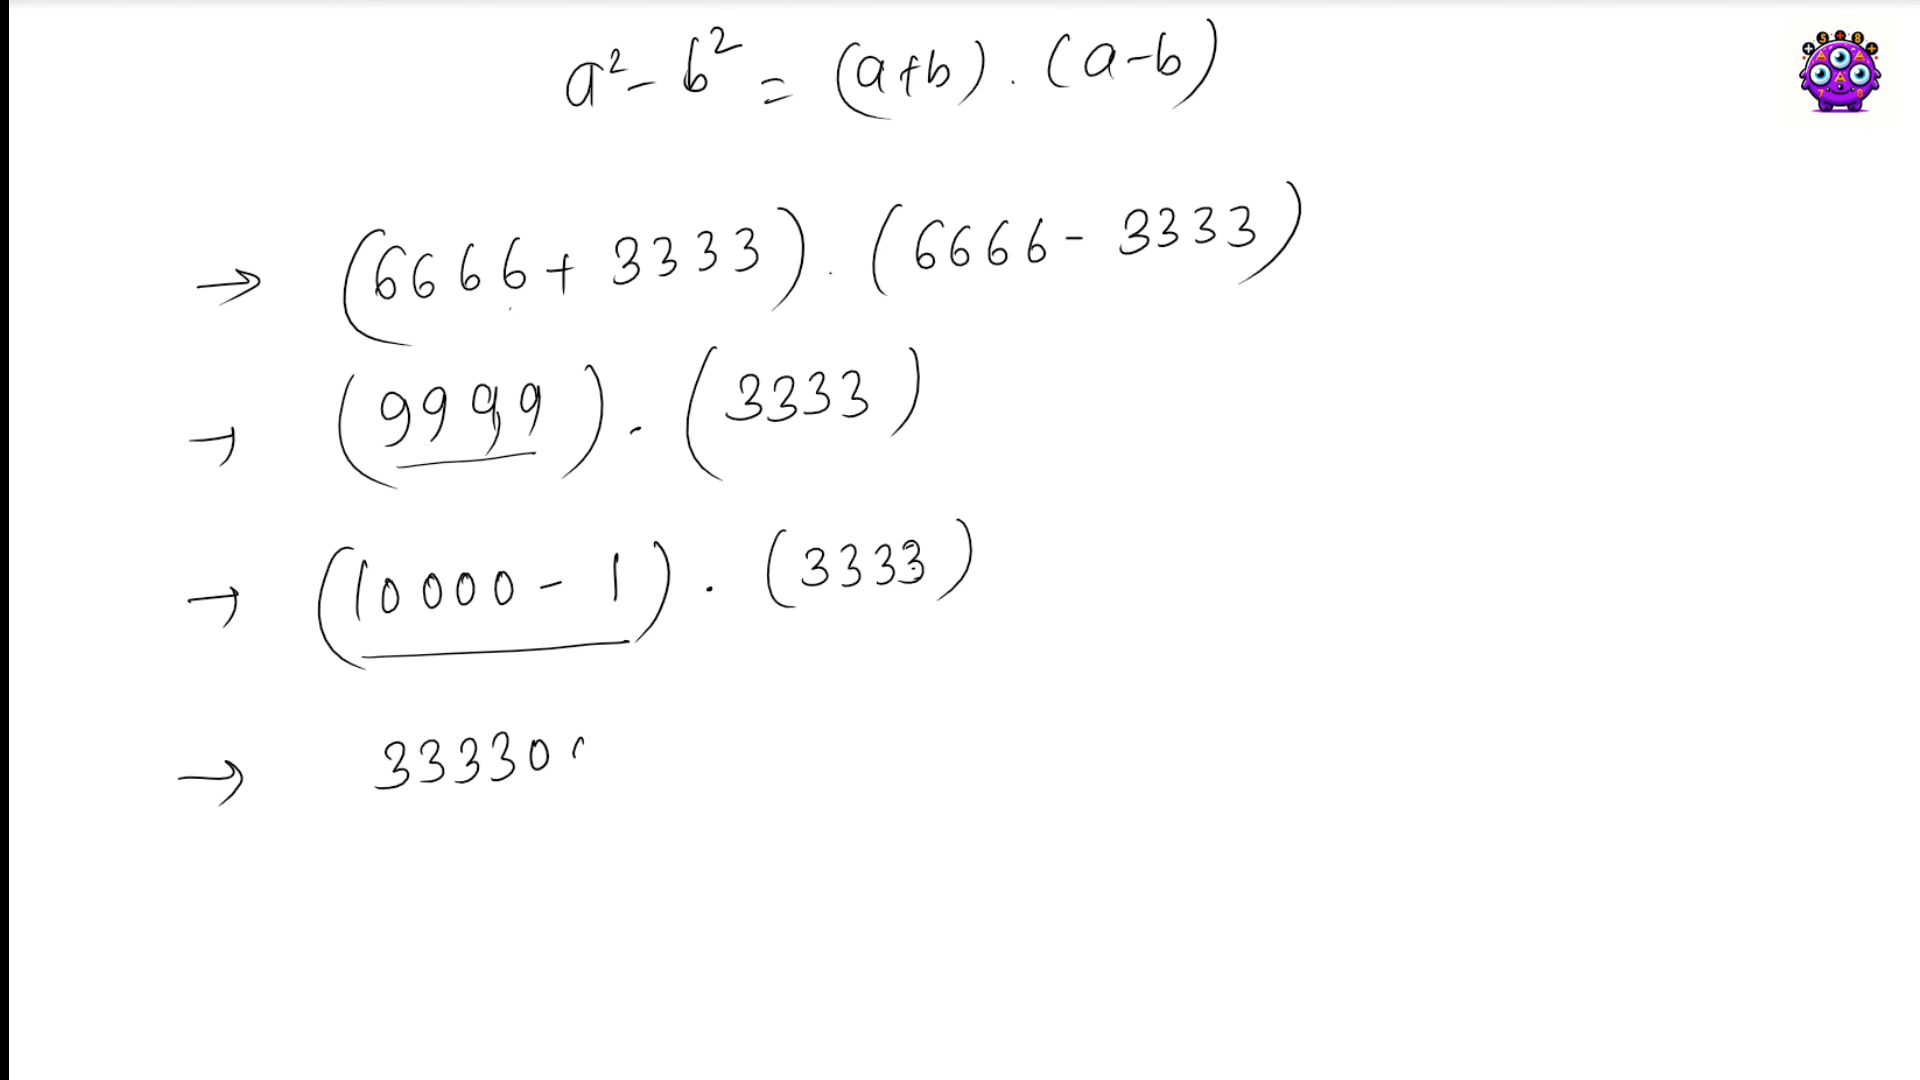 a² - b² = (a+b) . (a-b)
→ (6666 + 3333) . (6666 - 3333)
→ (9999) . (3333)
→ (10000 - 1) . (3333)
→ 33330